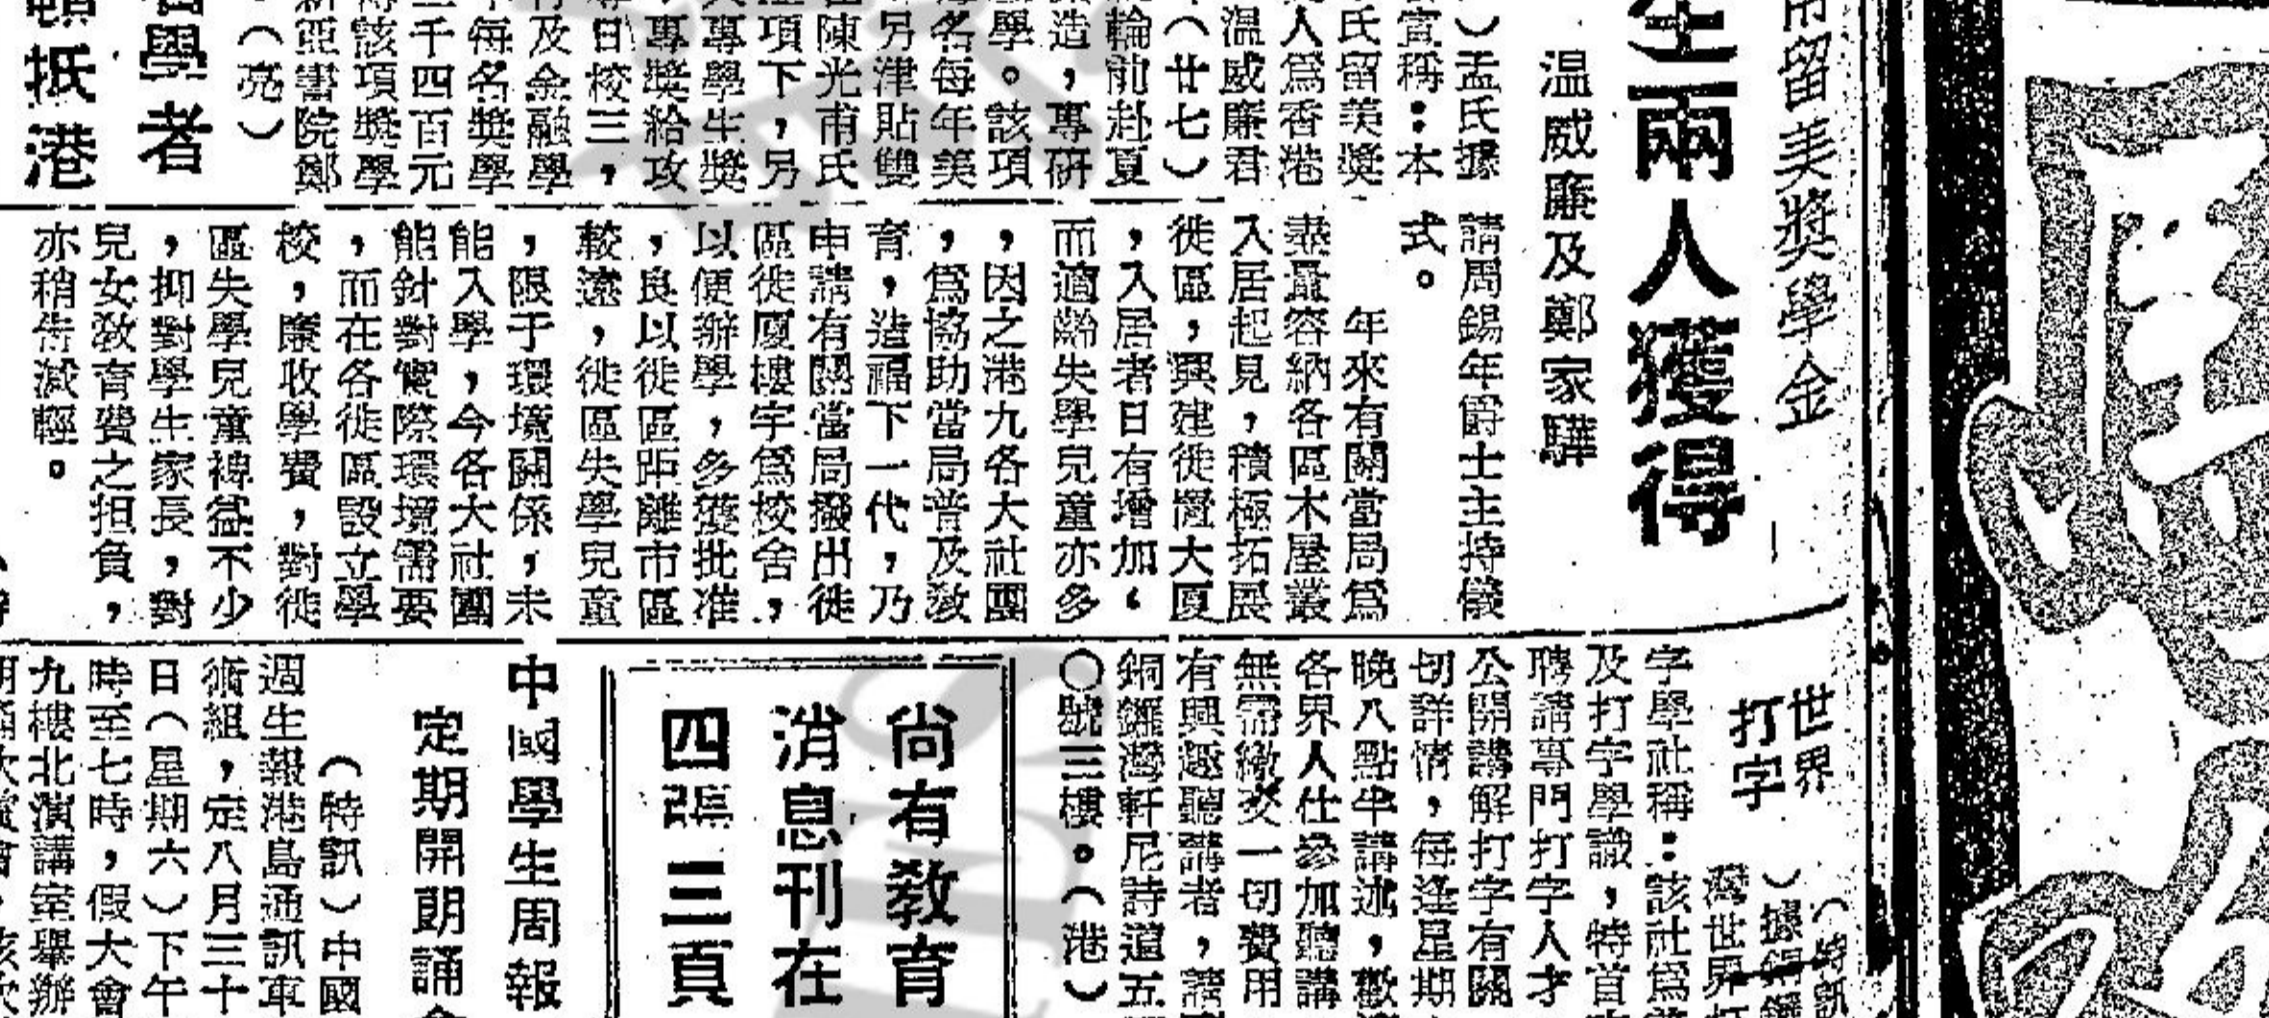 留美獎學金
生兩人獲得
温威廉及鄭家驊
）孟氏據
宣稱：本
氏留美獎
人爲香港
温威廉君
（廿七）
輪前赴夏
造，專研
學。該項
名每年美
另津貼雙
陳光甫氏
項下，另
專學生獎
專獎給攻
日校三，
及金融學
每名獎學
千四百元
該項獎學
亞書院鄭
（亮）
學者
抵港
請周錫年爵士主持儀
式。
年來有關當局爲
盡量容納各區木屋叢
入居起見，積極拓展
徙區，興建徙置大厦
，入居者日有增加，
而適齡失學兒童亦多
，因之港九各大社團
，爲協助當局普及敎
育，造福下一代，乃
申請有關當局撥出徙
區徙厦樓宇爲校舍，
以便辦學，多獲批准
，良以徙區距離市區
較遠，徙區失學兒童
，限于環境關係，未
能入學，今各大社團
能針對實際環境需要
，而在各徙區設立學
校，廉收學費，對徙
區失學兒童裨益不少
，抑對學生家長，對
兒女敎育費之担負，
亦稍告減輕。
世界
打字
字學社稱：該社爲
及打字學識，特首
聘請專門打字人才
公開講解打字有關
切詳情，每逢星期
晚八點半講述，歡
各界人仕參加聽講
無需繳交一切費用
有興趣聽講者，請
銅鑼灣軒尼詩道五
〇號三樓。（港）
尚有敎育
消息刊在
四張三頁
中國學生周報
定期開朗誦
（特訊）中國
週生報港島通訊
術組，定八月三十
日（星期六）下午
時至七時，假大會
九樓北演講室舉辦